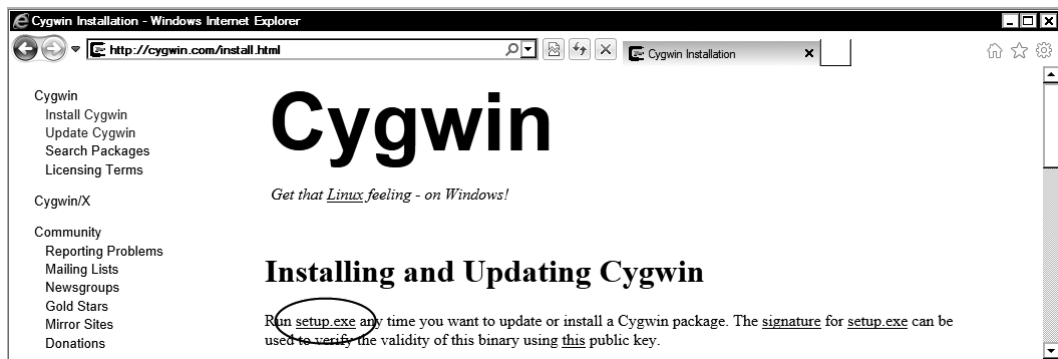 Cygwin Installation - Windows Internet Explorer
http://cygwin.com/install.html
Cygwin Installation
Cygwin
Install Cygwin
Update Cygwin
Search Packages
Licensing Terms
Cygwin/X
Community
Reporting Problems
Mailing Lists
Newsgroups
Gold Stars
Mirror Sites
Donations
Cygwin
Get that Linux feeling - on Windows!
Installing and Updating Cygwin
Run setup.exe any time you want to update or install a Cygwin package. The signature for setup.exe can be
used to verify the validity of this binary using this public key.